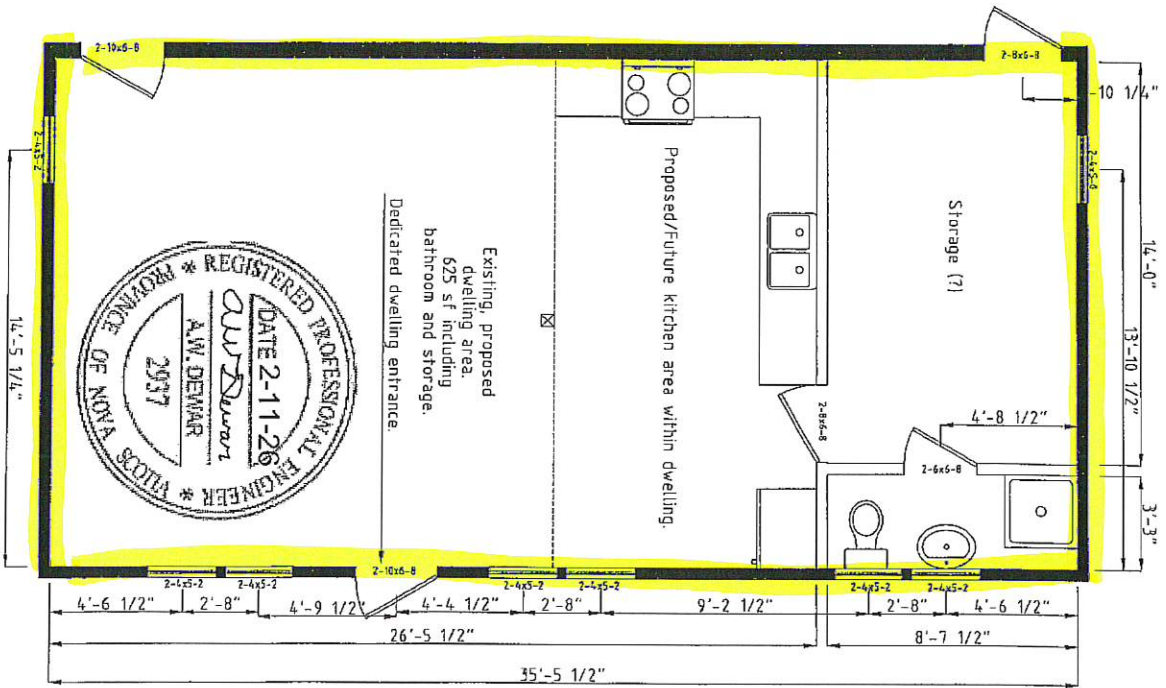 2-10x6-8
2-8x6-8
-10 1/4"
2-4x5-2
2-4x5-0
14'-5 1/4"
14'-0"
13'-10 1/2"
Storage (?)
Proposed/Future kitchen area within dwelling.
Existing, proposed
dwelling area.
625 sf including
bathroom and storage.
Dedicated dwelling entrance.
2-8x6-8
4'-8 1/2"
2-6x6-8
3'-3"
REGISTERED PROFESSIONAL ENGINEER * PROVINCE OF NOVA SCOTIA *
DATE 2-11-26
AW Dewar
A.W. DEWAR
2937
2-10x6-8
2-4x5-2
2-4x5-2
2-4x5-2
2-4x5-2
2-4x5-2
2-4x5-2
4'-6 1/2"
2'-8"
4'-9 1/2"
4'-4 1/2"
2'-8"
9'-2 1/2"
2'-8"
4'-6 1/2"
26'-5 1/2"
8'-7 1/2"
35'-5 1/2"